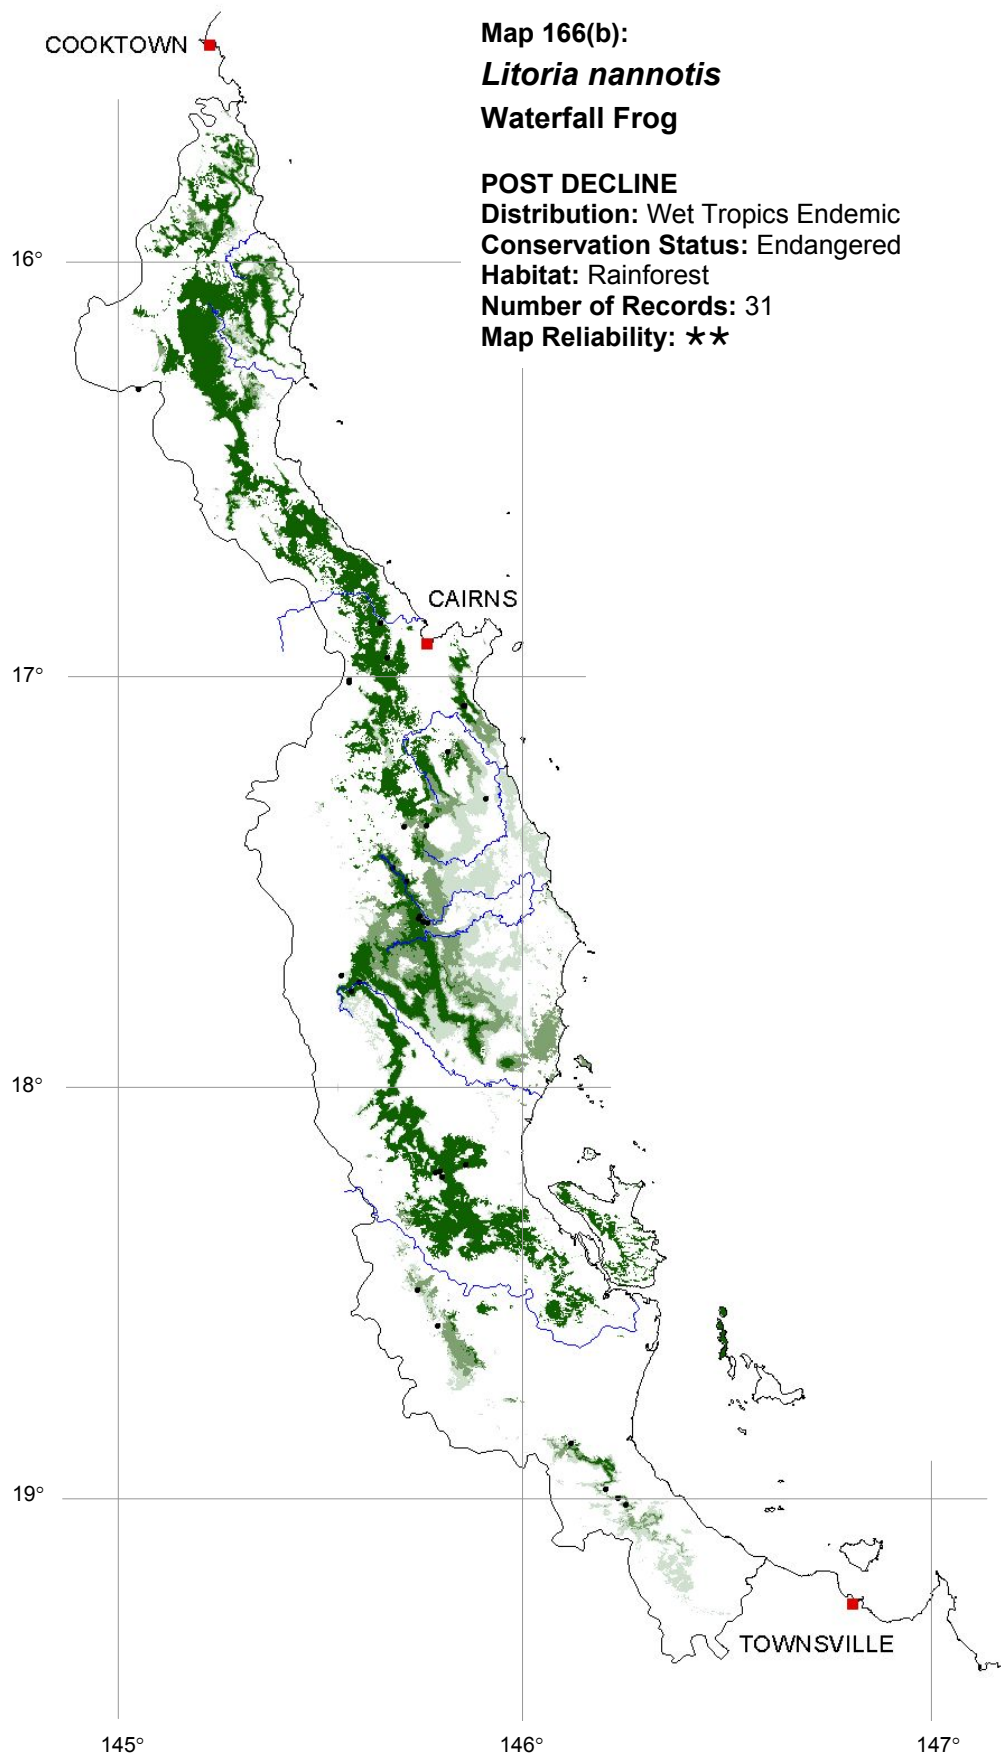 Map 166(b):
Litoria nannotis
Waterfall Frog
POST DECLINE
Distribution: Wet Tropics Endemic
Conservation Status: Endangered
Habitat: Rainforest
Number of Records: 31
Map Reliability: **
COOKTOWN
16°
CAIRNS
17°
18°
19°
TOWNSVILLE
145° 146° 147°